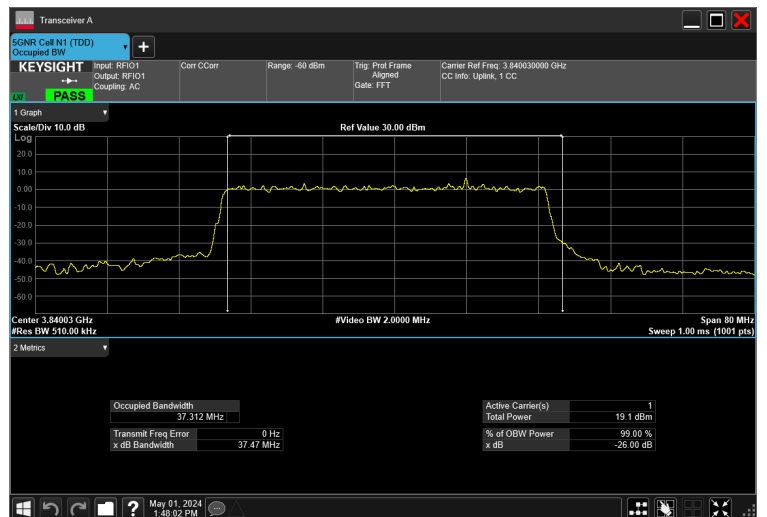 Transceiver A
5GNR Cell N1 (TDD)
Occupied BW
KEYSIGHT
LXI
PASS
Input: RFIO1
Output: RFIO1
Coupling: AC
Corr CCorr
Range: -60 dBm
Trig: Prot Frame
Aligned
Gate: FFT
Carrier Ref Freq: 3.840030000 GHz
CC Info: Uplink, 1 CC
1 Graph
Scale/Div 10.0 dB
Ref Value 30.00 dBm
Log
20.0
10.0
0.00
-10.0
-20.0
-30.0
-40.0
-50.0
-60.0
Center 3.84003 GHz
#Video BW 2.0000 MHz
Span 80 MHz
#Res BW 510.00 kHz
Sweep 1.00 ms (1001 pts)
2 Metrics
Occupied Bandwidth
37.312 MHz
Transmit Freq Error 0 Hz
x dB Bandwidth 37.47 MHz
Active Carrier(s) 1
Total Power 19.1 dBm
% of OBW Power 99.00 %
x dB -26.00 dB
?
May 01, 2024
1:48:02 PM